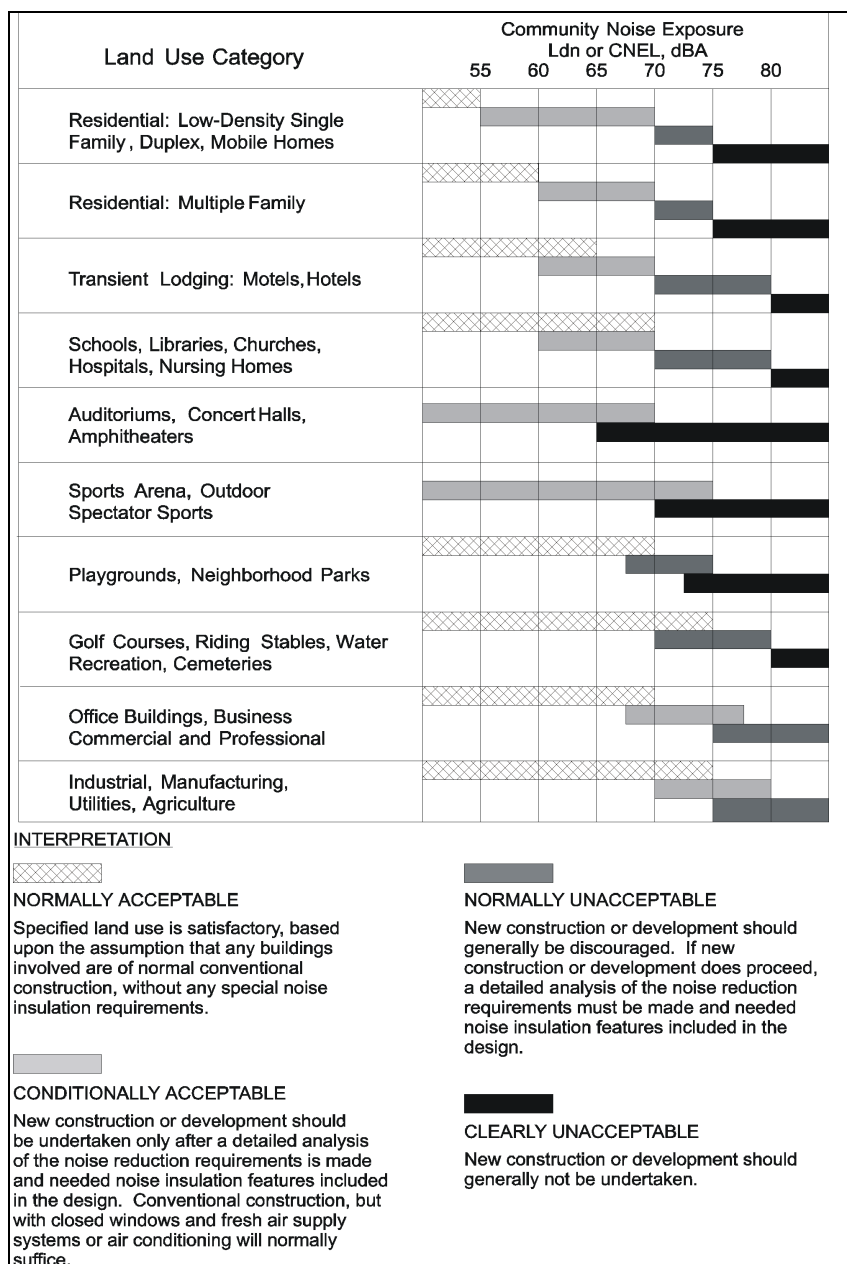 Land Use Category
Community Noise Exposure
Ldn or CNEL, dBA
55 60 65 70 75 80
Residential: Low-Density Single
Family, Duplex, Mobile Homes
Residential: Multiple Family
Transient Lodging: Motels, Hotels
Schools, Libraries, Churches,
Hospitals, Nursing Homes
Auditoriums, Concert Halls,
Amphitheaters
Sports Arena, Outdoor
Spectator Sports
Playgrounds, Neighborhood Parks
Golf Courses, Riding Stables, Water
Recreation, Cemeteries
Office Buildings, Business
Commercial and Professional
Industrial, Manufacturing,
Utilities, Agriculture
INTERPRETATION
NORMALLY ACCEPTABLE
Specified land use is satisfactory, based
upon the assumption that any buildings
involved are of normal conventional
construction, without any special noise
insulation requirements.
CONDITIONALLY ACCEPTABLE
New construction or development should
be undertaken only after a detailed analysis
of the noise reduction requirements is made
and needed noise insulation features included
in the design. Conventional construction, but
with closed windows and fresh air supply
systems or air conditioning will normally
suffice.
NORMALLY UNACCEPTABLE
New construction or development should
generally be discouraged. If new
construction or development does proceed,
a detailed analysis of the noise reduction
requirements must be made and needed
noise insulation features included in the
design.
CLEARLY UNACCEPTABLE
New construction or development should
generally not be undertaken.